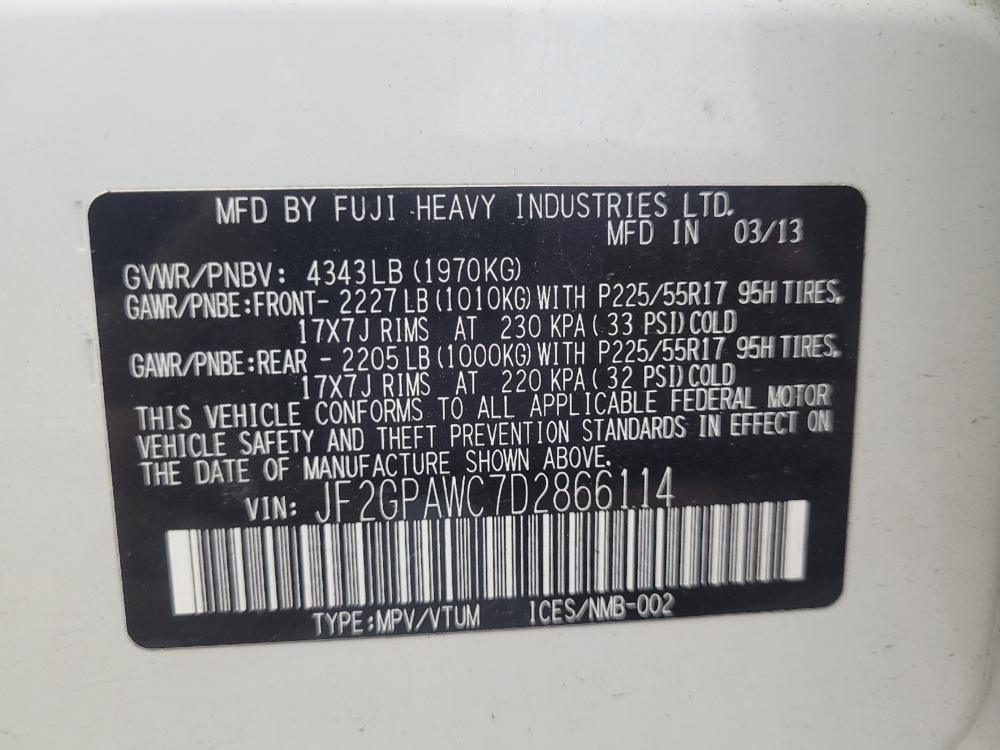 MFD BY FUJI HEAVY INDUSTRIES LTD.
MFD IN 03/13
GVWR/PNBV: 4343LB (1970KG)
GAWR/PNBE:FRONT- 2227LB (1010KG) WITH P225/55R17 95H TIRES,
17X7J RIMS AT 230 KPA ( 33 PSI) COLD
GAWR/PNBE:REAR - 2205LB (1000KG) WITH P225/55R17 95H TIRES,
17X7J RIMS AT 220 KPA ( 32 PSI) COLD
THIS VEHICLE CONFORMS TO ALL APPLICABLE FEDERAL MOTOR
VEHICLE SAFETY AND THEFT PREVENTION STANDARDS IN EFFECT ON
THE DATE OF MANUFACTURE SHOWN ABOVE.
VIN: JF2GPAWC7D2866114
TYPE:MPV/VTUM ICES/NMB-002